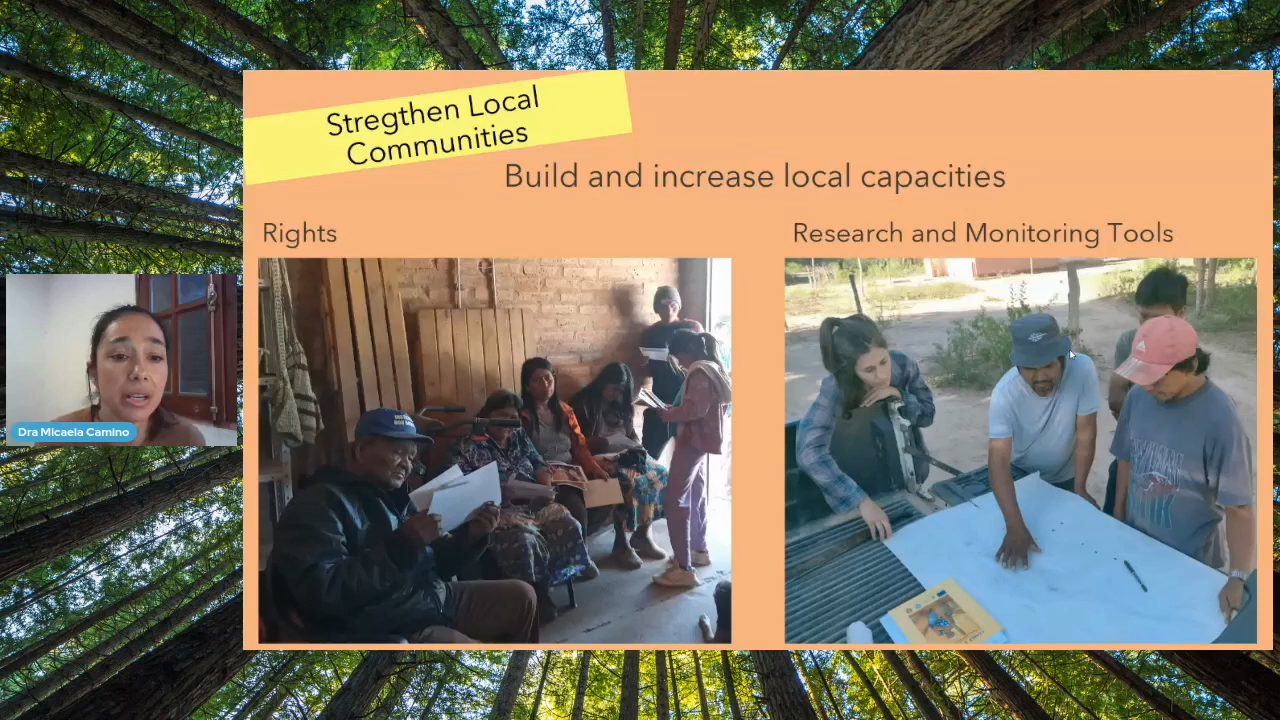 Stregthen Local
Communities
Build and increase local capacities
Rights
Research and Monitoring Tools
Dra Micaela Camino